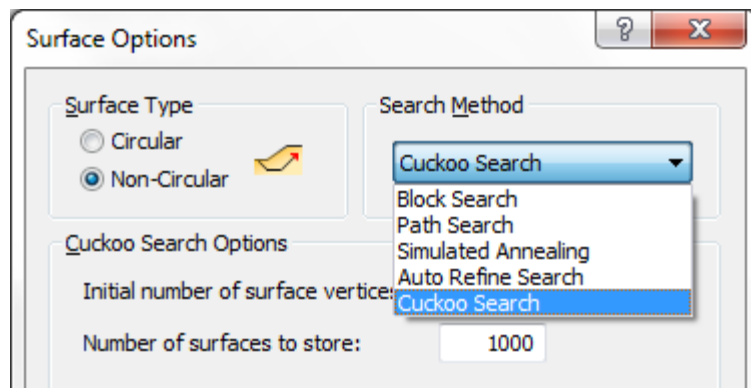 Surface Options
Surface Type
Circular
Non-Circular
Search Method
Cuckoo Search
Block Search
Path Search
Simulated Annealing
Auto Refine Search
Cuckoo Search
Cuckoo Search Options
Initial number of surface
Number of surfaces to store: 1000